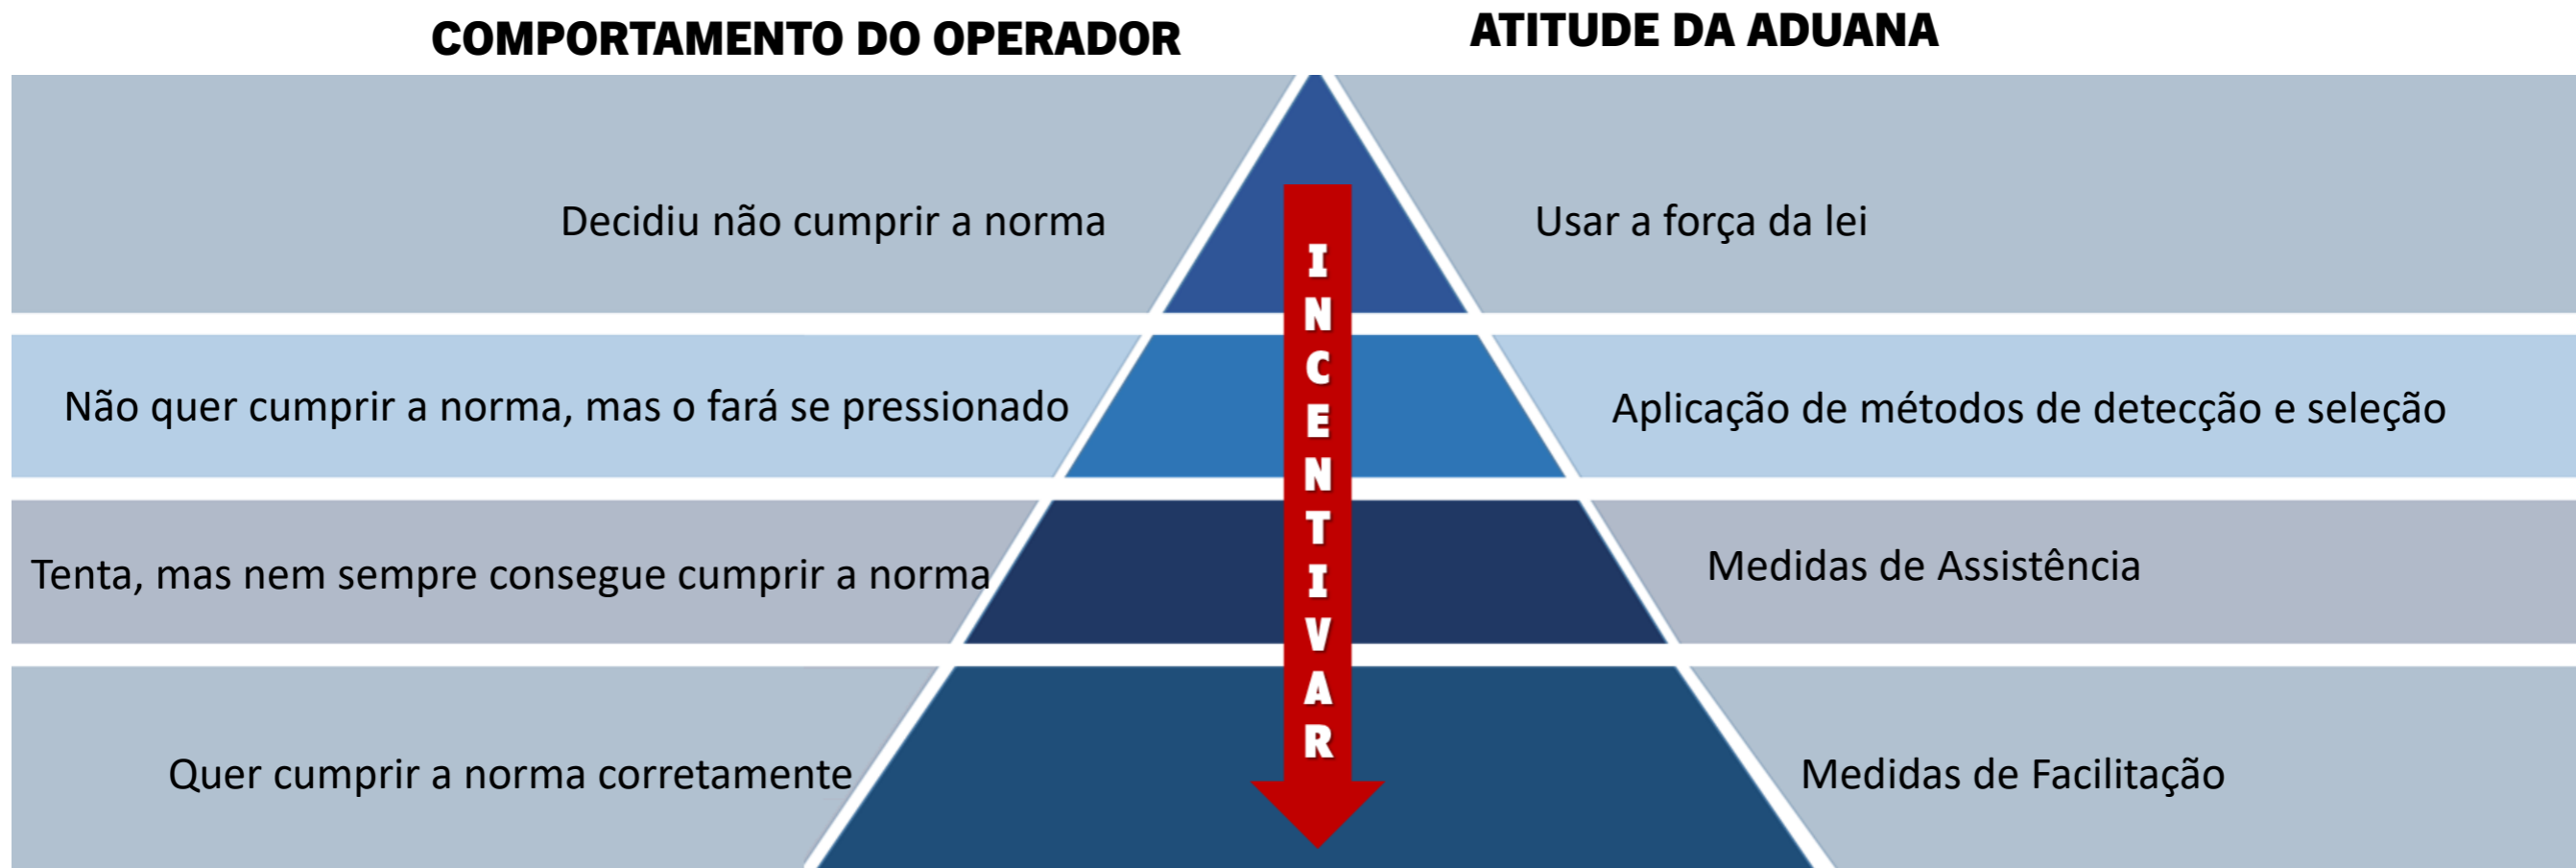 COMPORTAMENTO DO OPERADOR
ATITUDE DA ADUANA
Decidiu não cumprir a norma
Usar a força da lei
Não quer cumprir a norma, mas o fará se pressionado
Aplicação de métodos de detecção e seleção
Tenta, mas nem sempre consegue cumprir a norma
Medidas de Assistência
Quer cumprir a norma corretamente
Medidas de Facilitação
INCENTIVAR